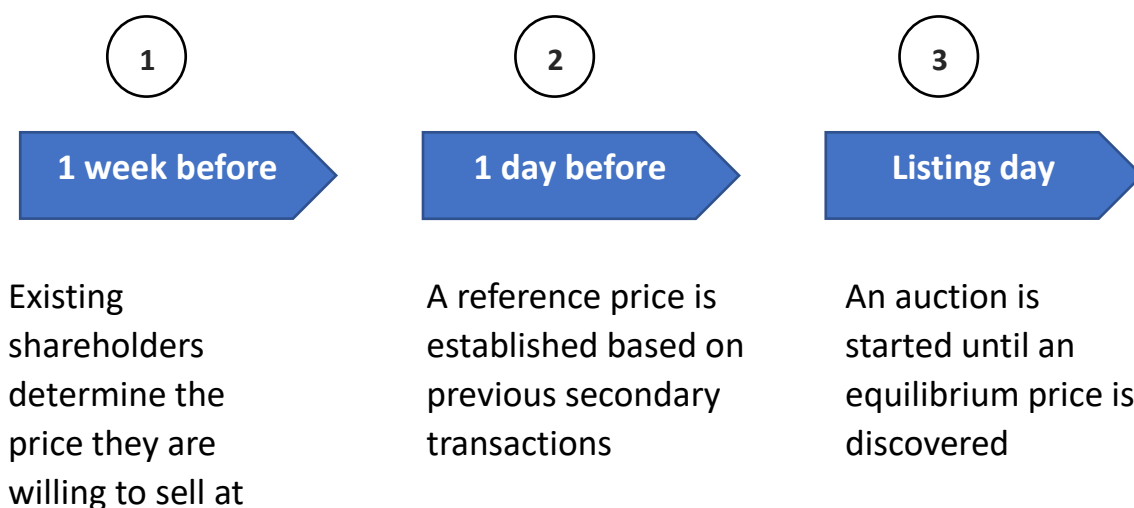 1
2
3
1 week before
1 day before
Listing day
Existing
shareholders
determine the
price they are
willing to sell at
A reference price is
established based on
previous secondary
transactions
An auction is
started until an
equilibrium price is
discovered